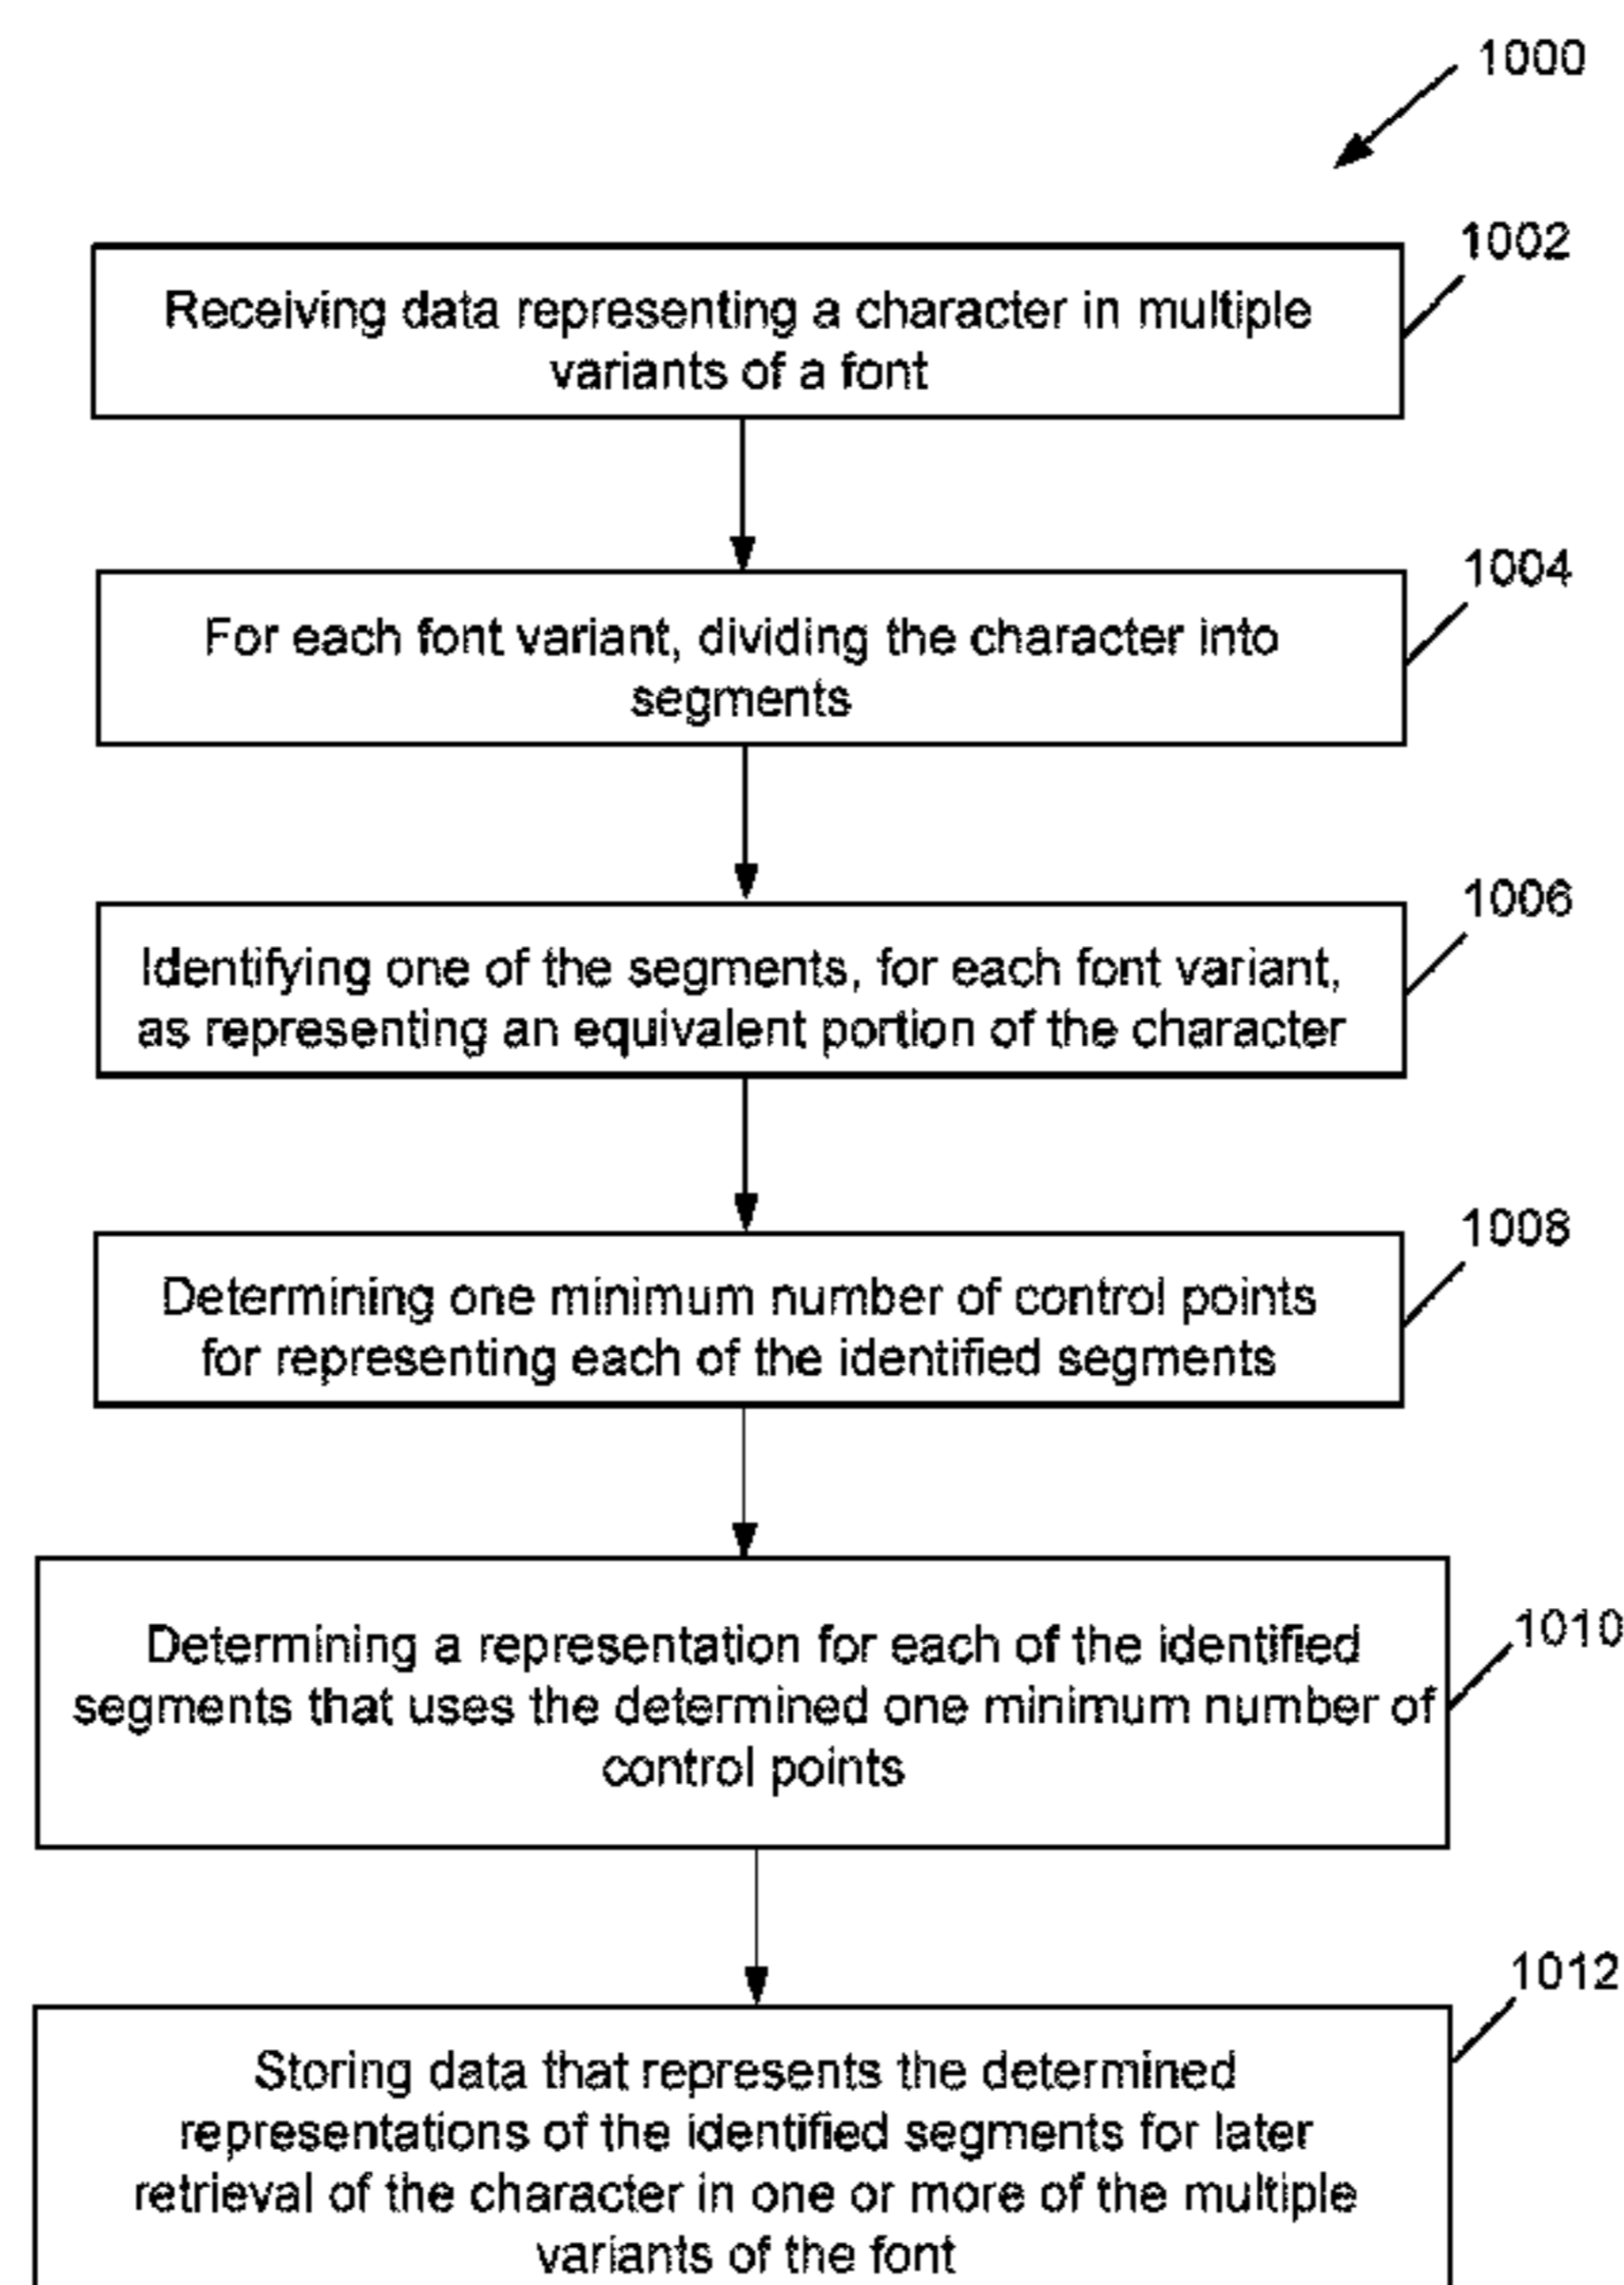 1000
1002
Receiving data representing a character in multiple
variants of a font
1004
For each font variant, dividing the character into
segments
1006
Identifying one of the segments, for each font variant,
as representing an equivalent portion of the character
1008
Determining one minimum number of control points
for representing each of the identified segments
1010
Determining a representation for each of the identified
segments that uses the determined one minimum number of
control points
1012
Storing data that represents the determined
representations of the identified segments for later
retrieval of the character in one or more of the multiple
variants of the font